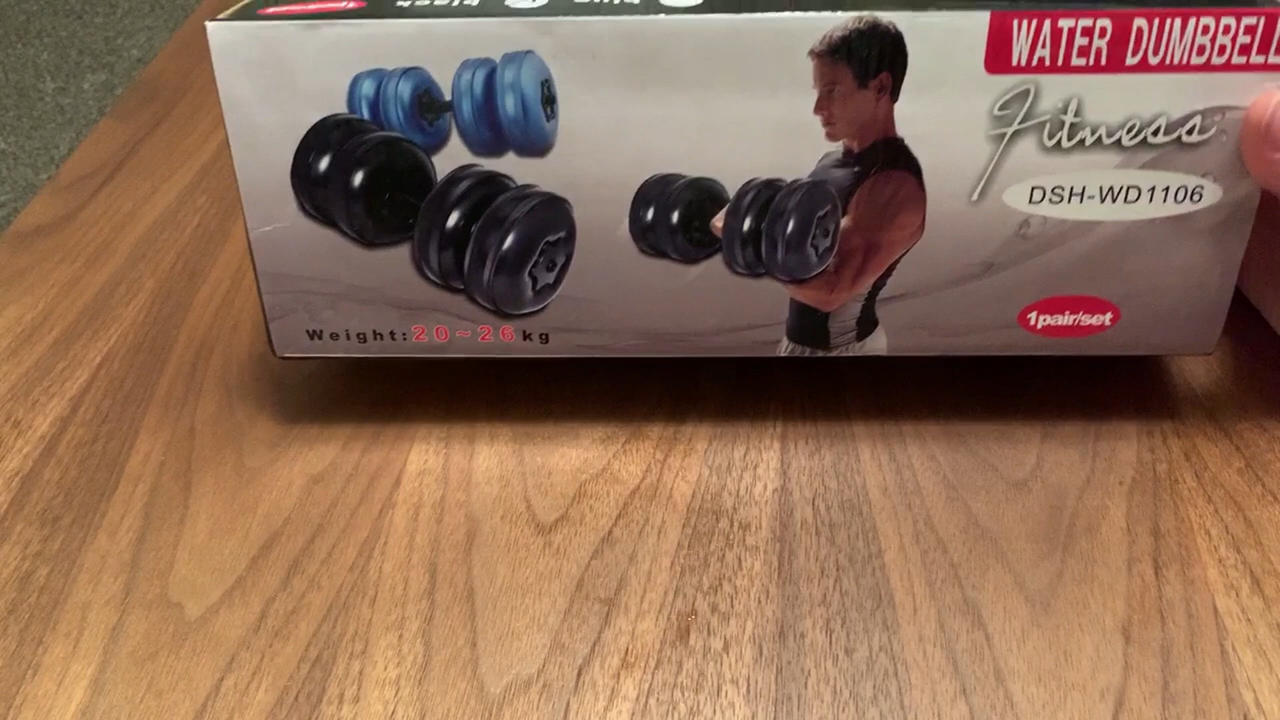 WATER DUMBBELL
Fitness
DSH-WD1106
1pair/set
Weight:20~26kg